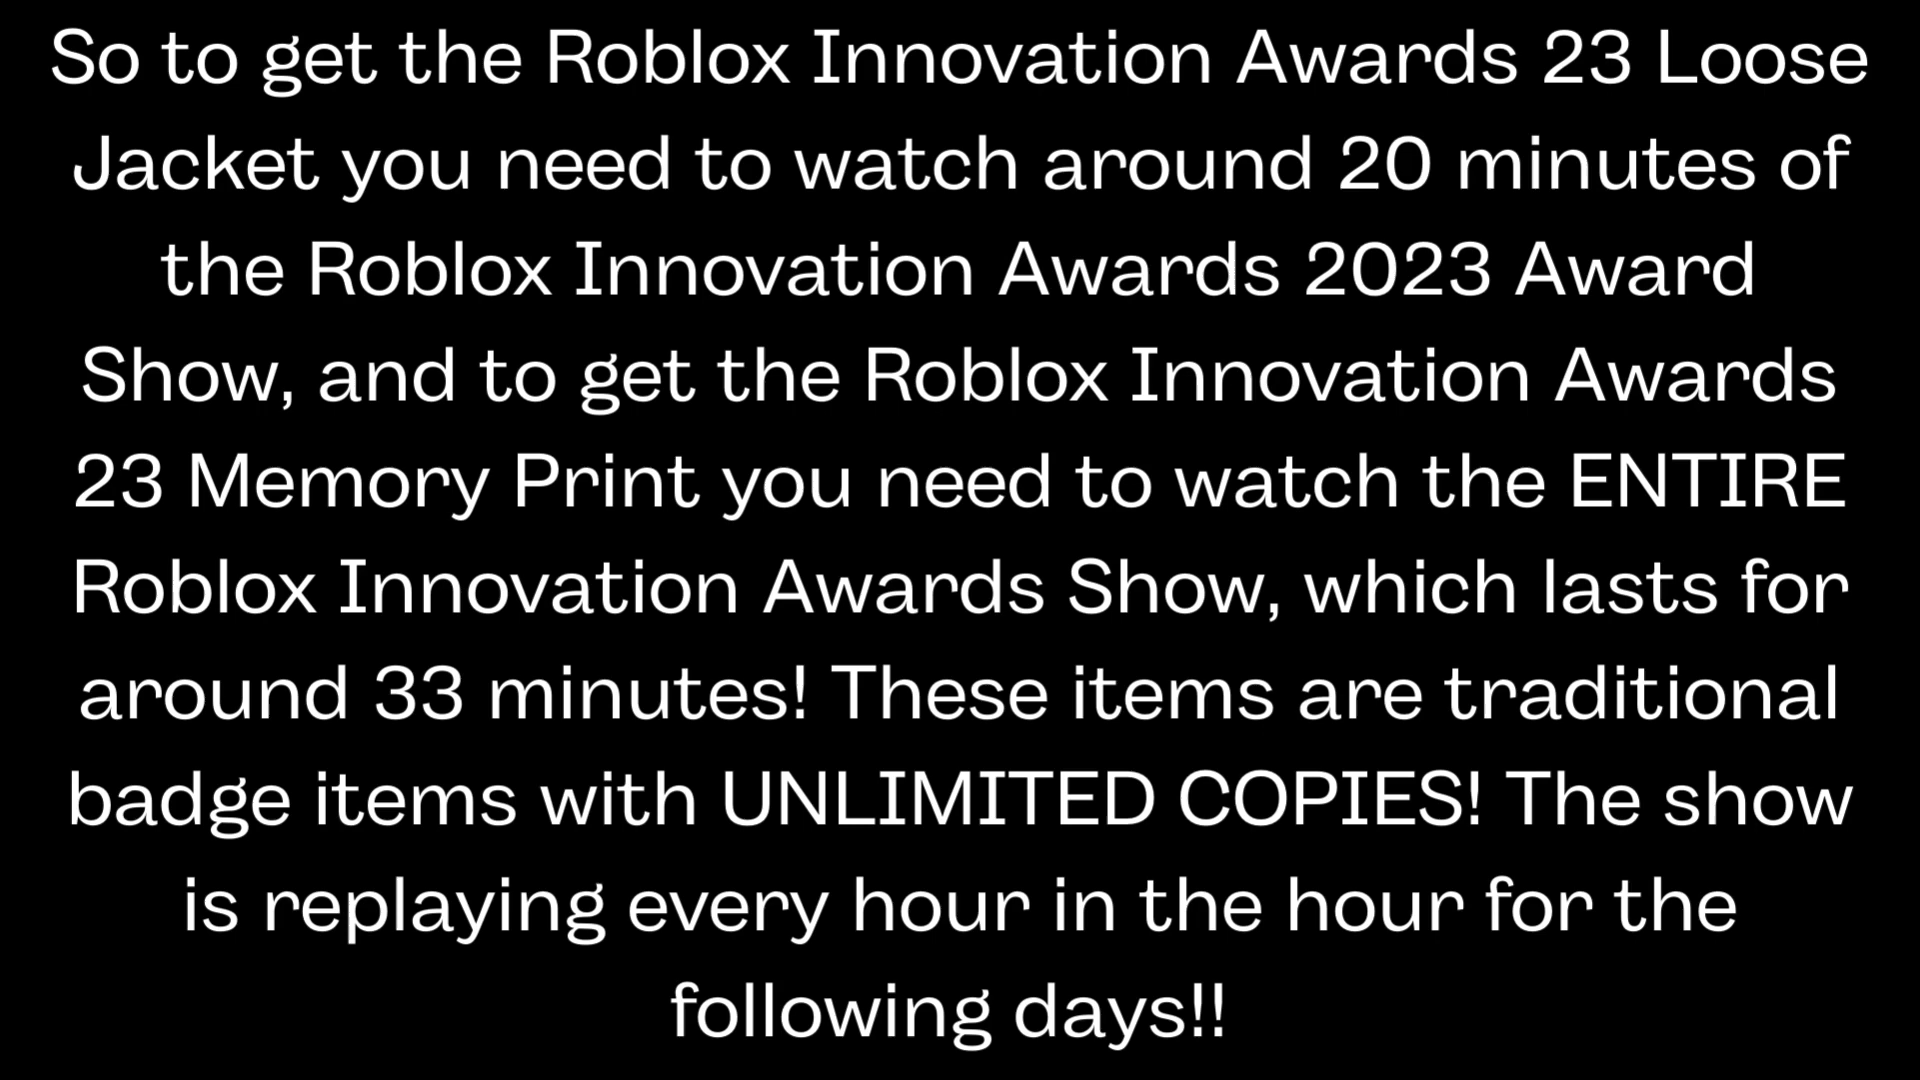 So to get the Roblox Innovation Awards 23 Loose
Jacket you need to watch around 20 minutes of
the Roblox Innovation Awards 2023 Award
Show, and to get the Roblox Innovation Awards
23 Memory Print you need to watch the ENTIRE
Roblox Innovation Awards Show, which lasts for
around 33 minutes! These items are traditional
badge items with UNLIMITED COPIES! The show
is replaying every hour in the hour for the
following days!!